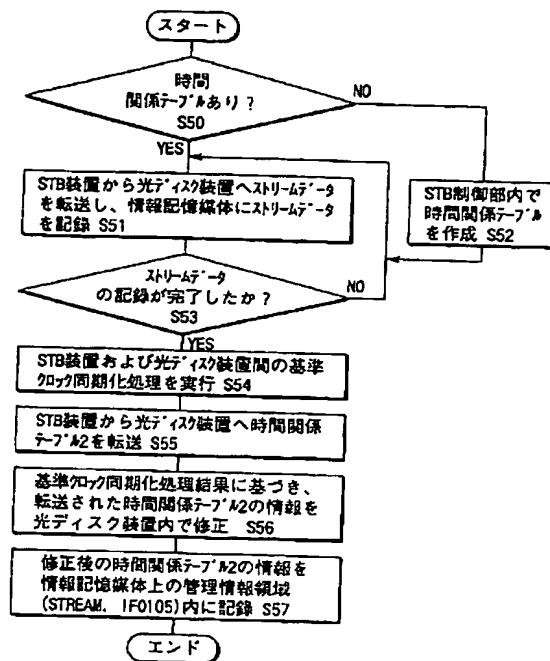 スタート
時間
関係テーブルあり？
S50
NO
YES
STB装置から光ディスク装置へストリームデータ
を転送し、情報記憶媒体にストリームデータ
を記録 S51
STB制御部内で
時間関係テーブル
を作成 S52
ストリームデータ
の記録が完了したか？
S53
NO
YES
STB装置および光ディスク装置間の基準
クロック同期化処理を実行 S54
STB装置から光ディスク装置へ時間関係
テーブル2を転送 S55
基準クロック同期化処理結果に基づき、
転送された時間関係テーブル2の情報を
光ディスク装置内で修正 S56
修正後の時間関係テーブル2の情報を
情報記憶媒体上の管理情報領域
(STREAM. IFO105)内に記録 S57
エンド